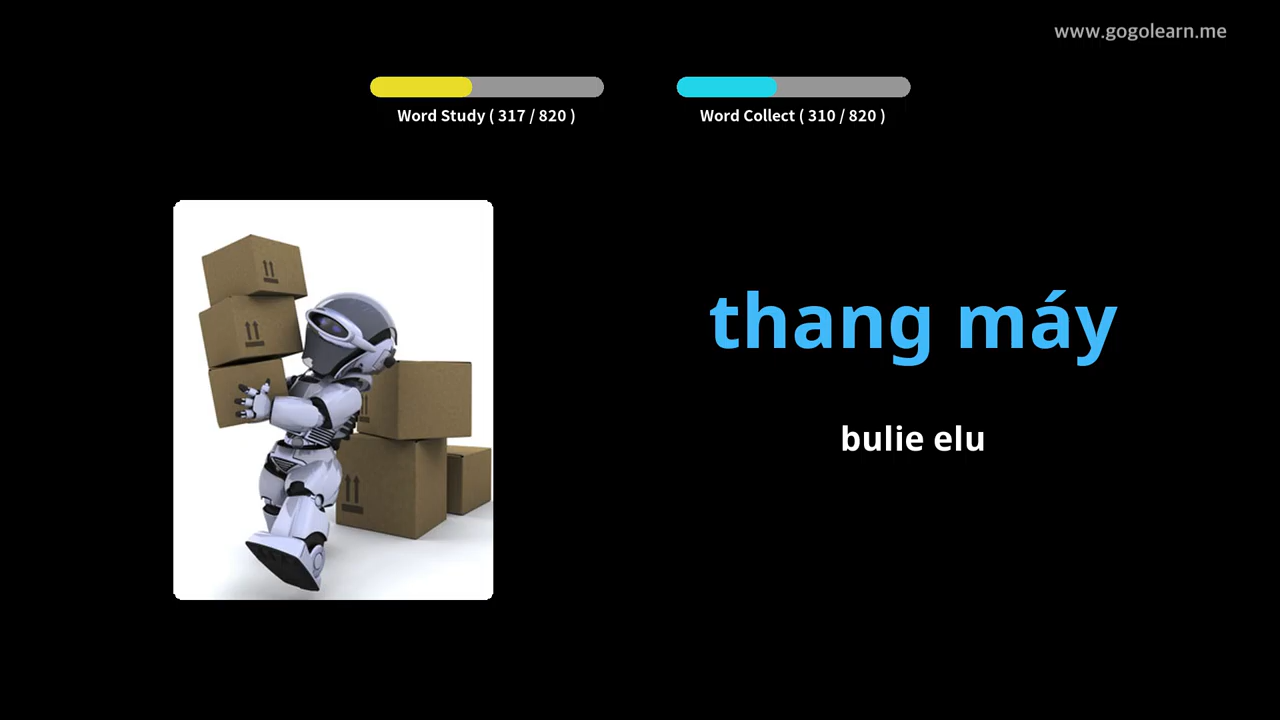 www.gogolearn.me
Word Study ( 317 / 820 )
Word Collect ( 310 / 820 )
thang máy
bulie elu